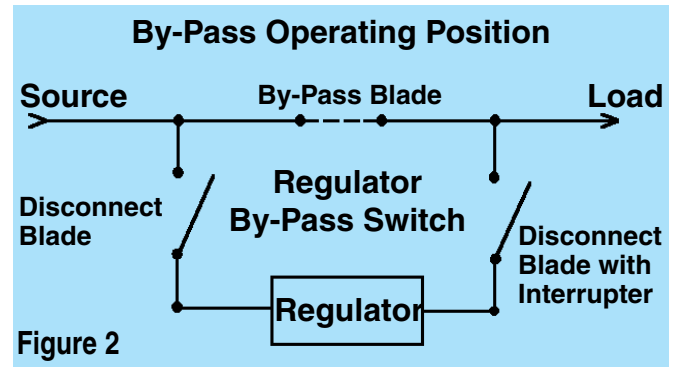 By-Pass Operating Position
Source
By-Pass Blade
Load
Regulator
By-Pass Switch
Disconnect
Blade
Disconnect
Blade with
Interrupter
Regulator
Figure 2